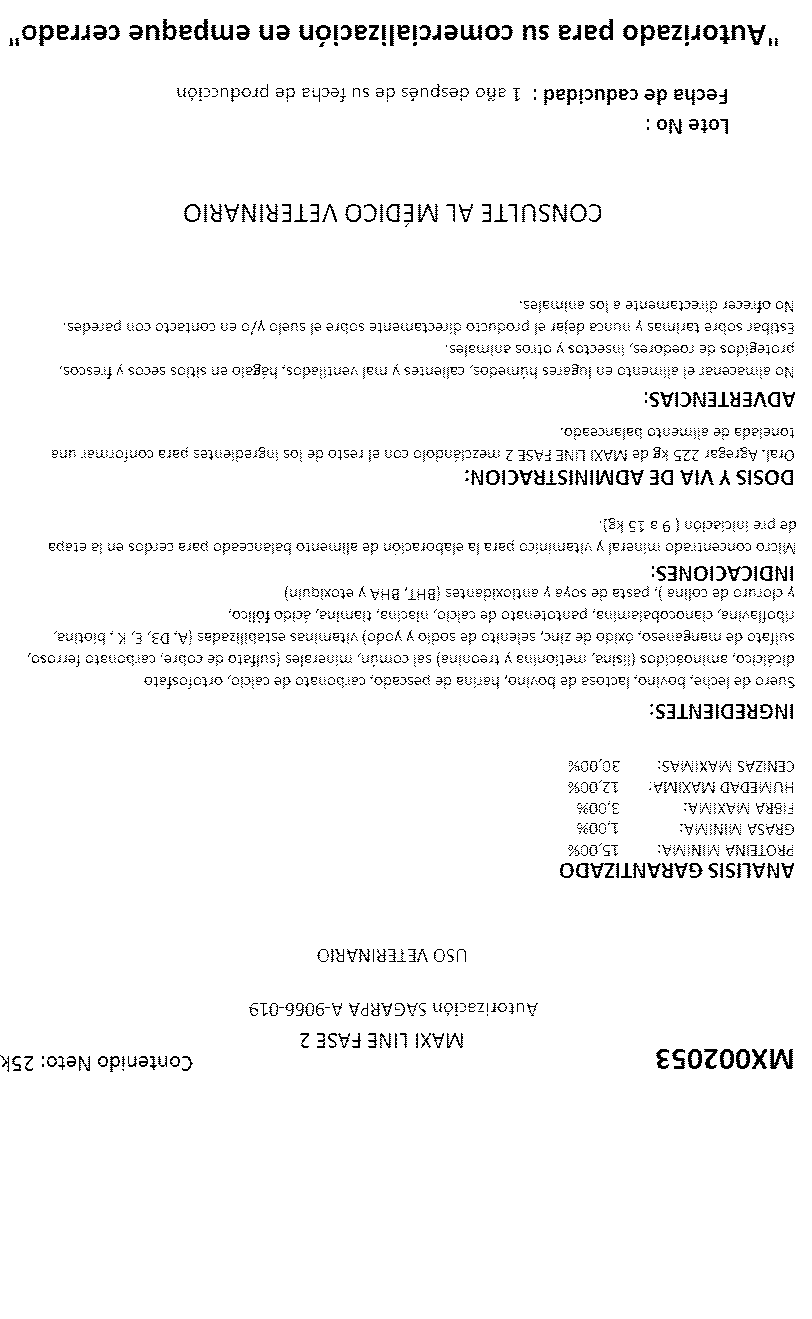 MX002053
Contenido Neto: 25k
MAXI LINE FASE 2
Autorización SAGARPA A-9066-019
USO VETERINARIO
ANALISIS GARANTIZADO
PROTEINA MINIMA: 15,00%
GRASA MINIMA: 1,00%
FIBRA MAXIMA: 3,00%
HUMEDAD MAXIMA: 12,00%
CENIZAS MAXIMAS: 30,00%
INGREDIENTES:
Suero de leche, bovino, lactosa de bovino, harina de pescado, carbonato de calcio, ortofosfato
dicálcico, aminoácidos (lisina, metionina y treonina) sal común, minerales (sulfato de cobre, carbonato ferroso,
sulfato de manganeso, óxido de zinc, selenito de sodio y yodo) vitaminas estabilizadas (A, D3, E, K , biotina,
riboflavina, cianocobalamina, pantotenato de calcio, niacina, tiamina, ácido fólico,
y cloruro de colina ), pasta de soya y antioxidantes (BHT, BHA y etoxiquin)
INDICACIONES:
Micro concentrado mineral y vitamínico para la elaboración de alimento balanceado para cerdos en la etapa
de pre iniciación ( 9 a 15 kg).
DOSIS Y VIA DE ADMINISTRACION:
Oral. Agregar 225 kg de MAXI LINE FASE 2 mezclándolo con el resto de los ingredientes para conformar una
tonelada de alimento balanceado.
ADVERTENCIAS:
No almacenar el alimento en lugares húmedos, calientes y mal ventilados, hágalo en sitios secos y frescos,
protegidos de roedores, insectos y otros animales.
Estibar sobre tarimas y nunca dejar el producto directamente sobre el suelo y/o en contacto con paredes.
No ofrecer directamente a los animales.
CONSULTE AL MÉDICO VETERINARIO
Lote No :
Fecha de caducidad : 1 año después de su fecha de producción
"Autorizado para su comercialización en empaque cerrado"